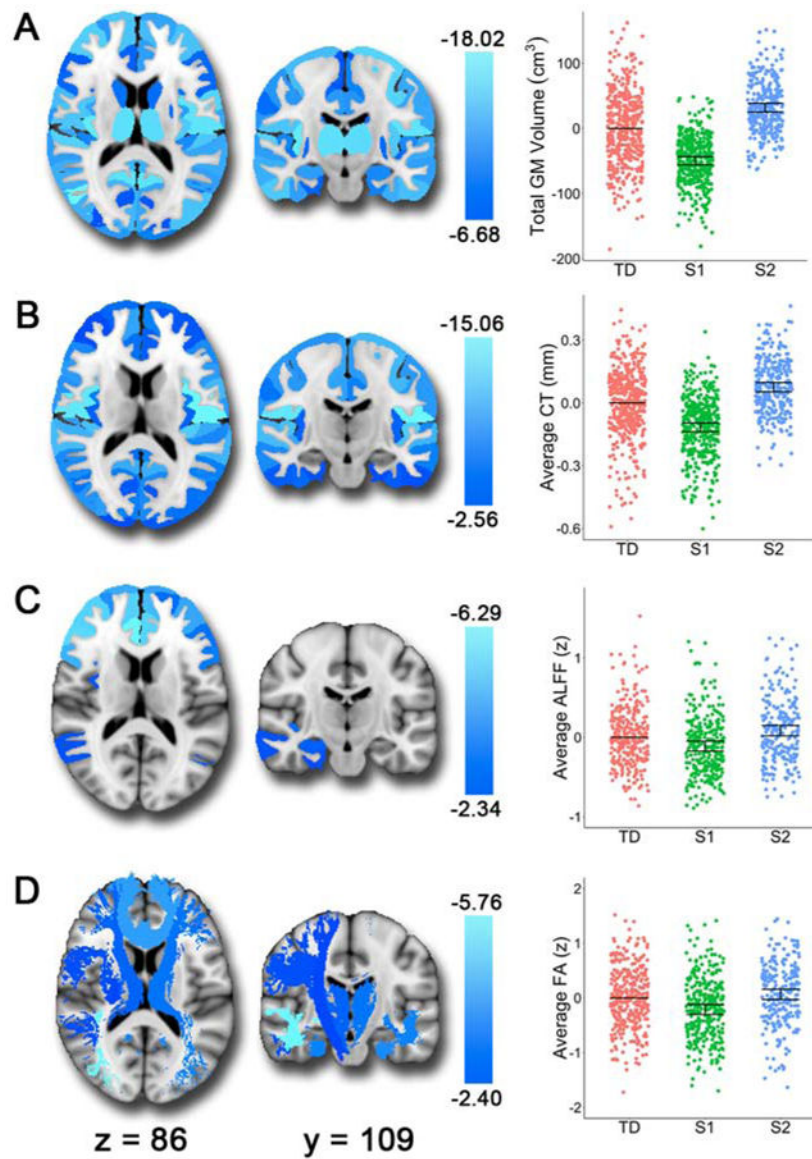 A
-18.02
-6.68
Total GM Volume (cm³)
100
0
-100
-200
TD S1 S2
B
-15.06
-2.56
Average CT (mm)
0.3
0.0
-0.3
-0.6
TD S1 S2
C
-6.29
-2.34
Average ALFF (z)
1
0
-1
TD S1 S2
D
-5.76
-2.40
Average FA (z)
2
1
0
-1
-2
TD S1 S2
z = 86 y = 109